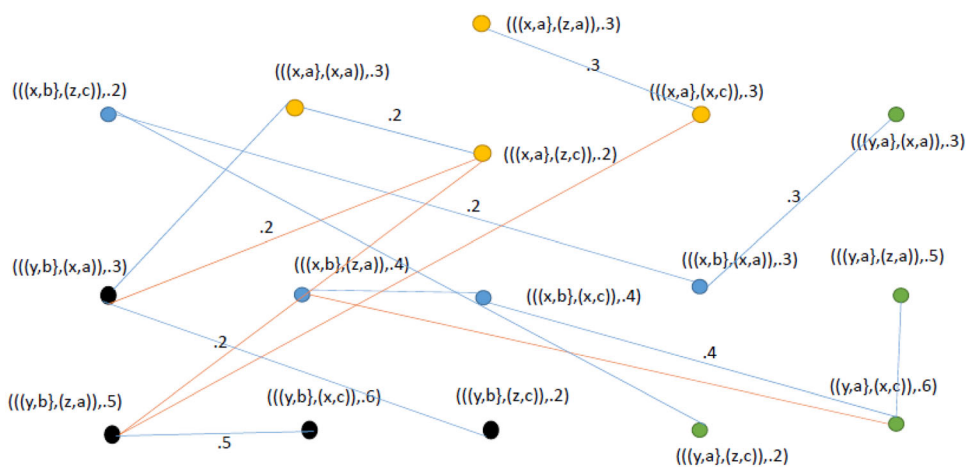 (((x,a},(z,a)),.3)
.3
(((x,a},(x,a)),.3)
(((x,b},(z,c)),.2)
(((x,a},(x,c)),.3)
.2
(((y,a},(x,a)),.3)
(((x,a},(z,c)),.2)
.3
.2
.2
(((y,b},(x,a)),.3)
(((x,b},(z,a)),.4)
(((x,b},(x,a)),.3)
(((y,a},(z,a)),.5)
(((x,b},(x,c)),.4)
.2
.4
(((y,b},(z,a)),.5)
(((y,b},(x,c)),.6)
(((y,b},(z,c)),.2)
((y,a},(x,c)),.6)
.5
(((y,a},(z,c)),.2)